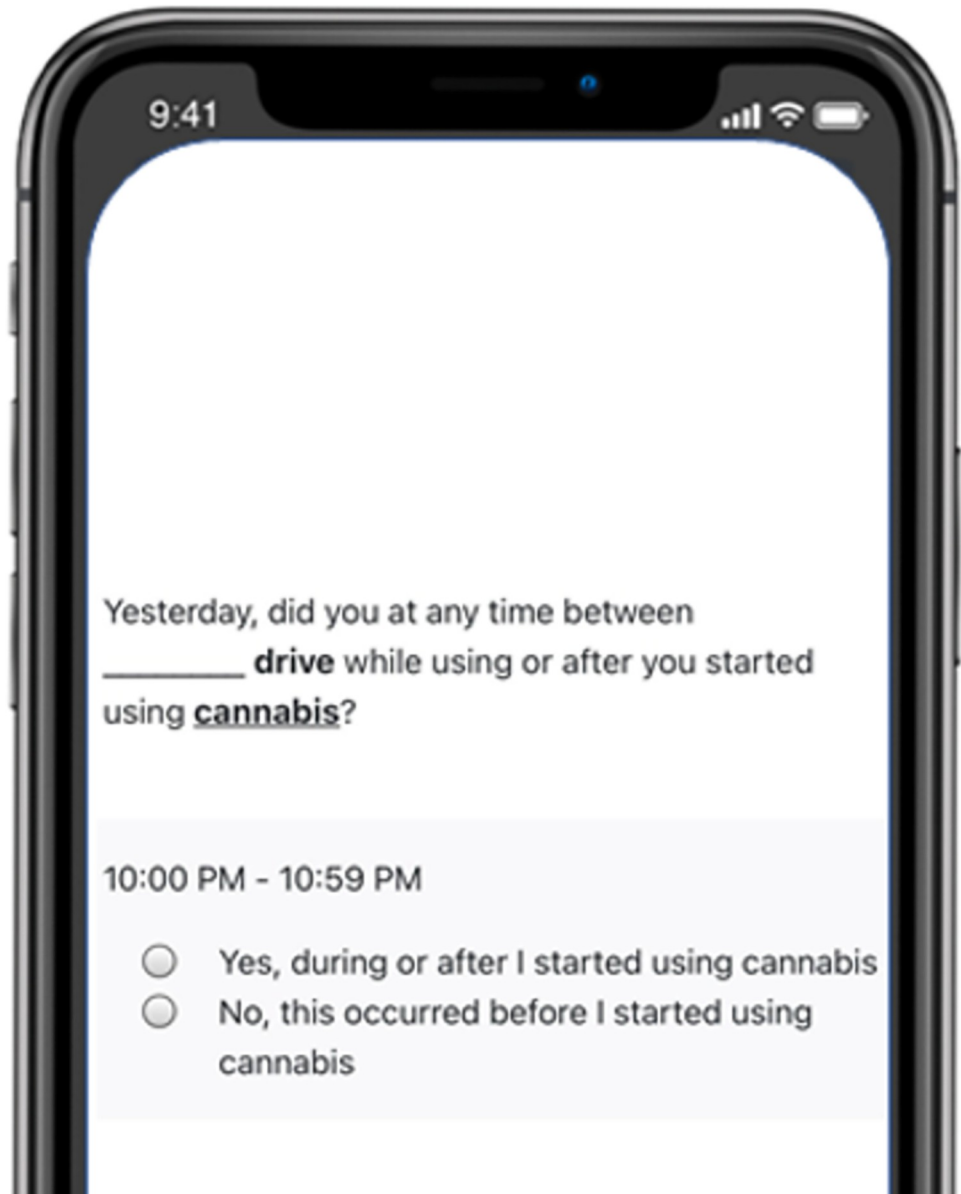 9:41
Yesterday, did you at any time between
_________ drive while using or after you started
using cannabis?
10:00 PM - 10:59 PM
Yes, during or after I started using cannabis
No, this occurred before I started using
cannabis